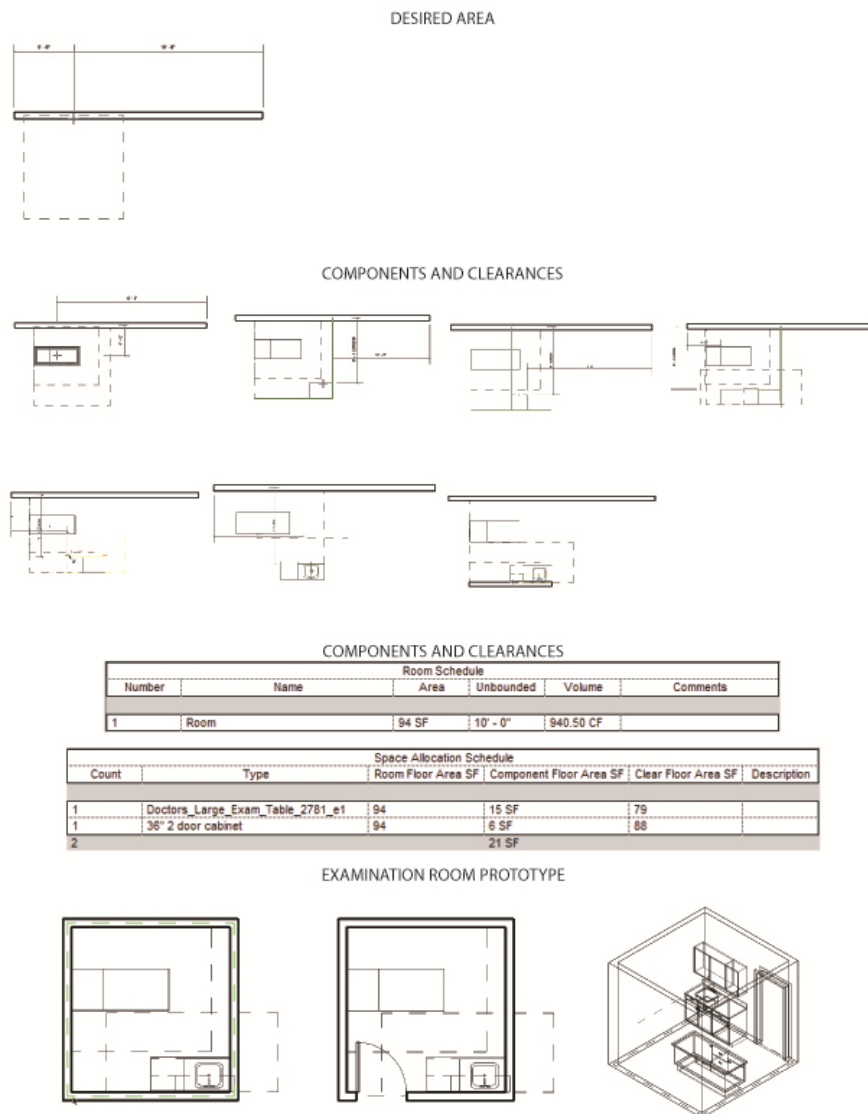 DESIRED AREA
COMPONENTS AND CLEARANCES
COMPONENTS AND CLEARANCES
Room Schedule
Number Name Area Unbounded Volume Comments
1 Room 94 SF 10' - 0" 940.50 CF
Space Allocation Schedule
Count Type Room Floor Area SF Component Floor Area SF Clear Floor Area SF Description
1 Doctors_Large_Exam_Table_2781_e1 94 15 SF 79
1 36" 2 door cabinet 94 6 SF 88
2 21 SF
EXAMINATION ROOM PROTOTYPE